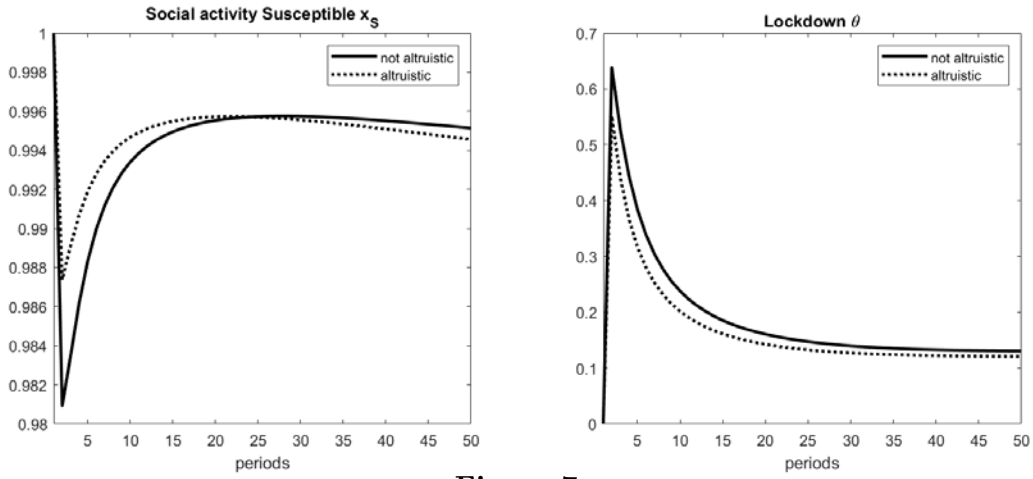 Social activity Susceptible x_S
1
0.998
0.996
0.994
0.992
0.99
0.988
0.986
0.984
0.982
0.98
not altruistic
altruistic
5 10 15 20 25 30 35 40 45 50
periods
Lockdown θ
0.7
0.6
0.5
0.4
0.3
0.2
0.1
0
not altruistic
altruistic
5 10 15 20 25 30 35 40 45 50
periods